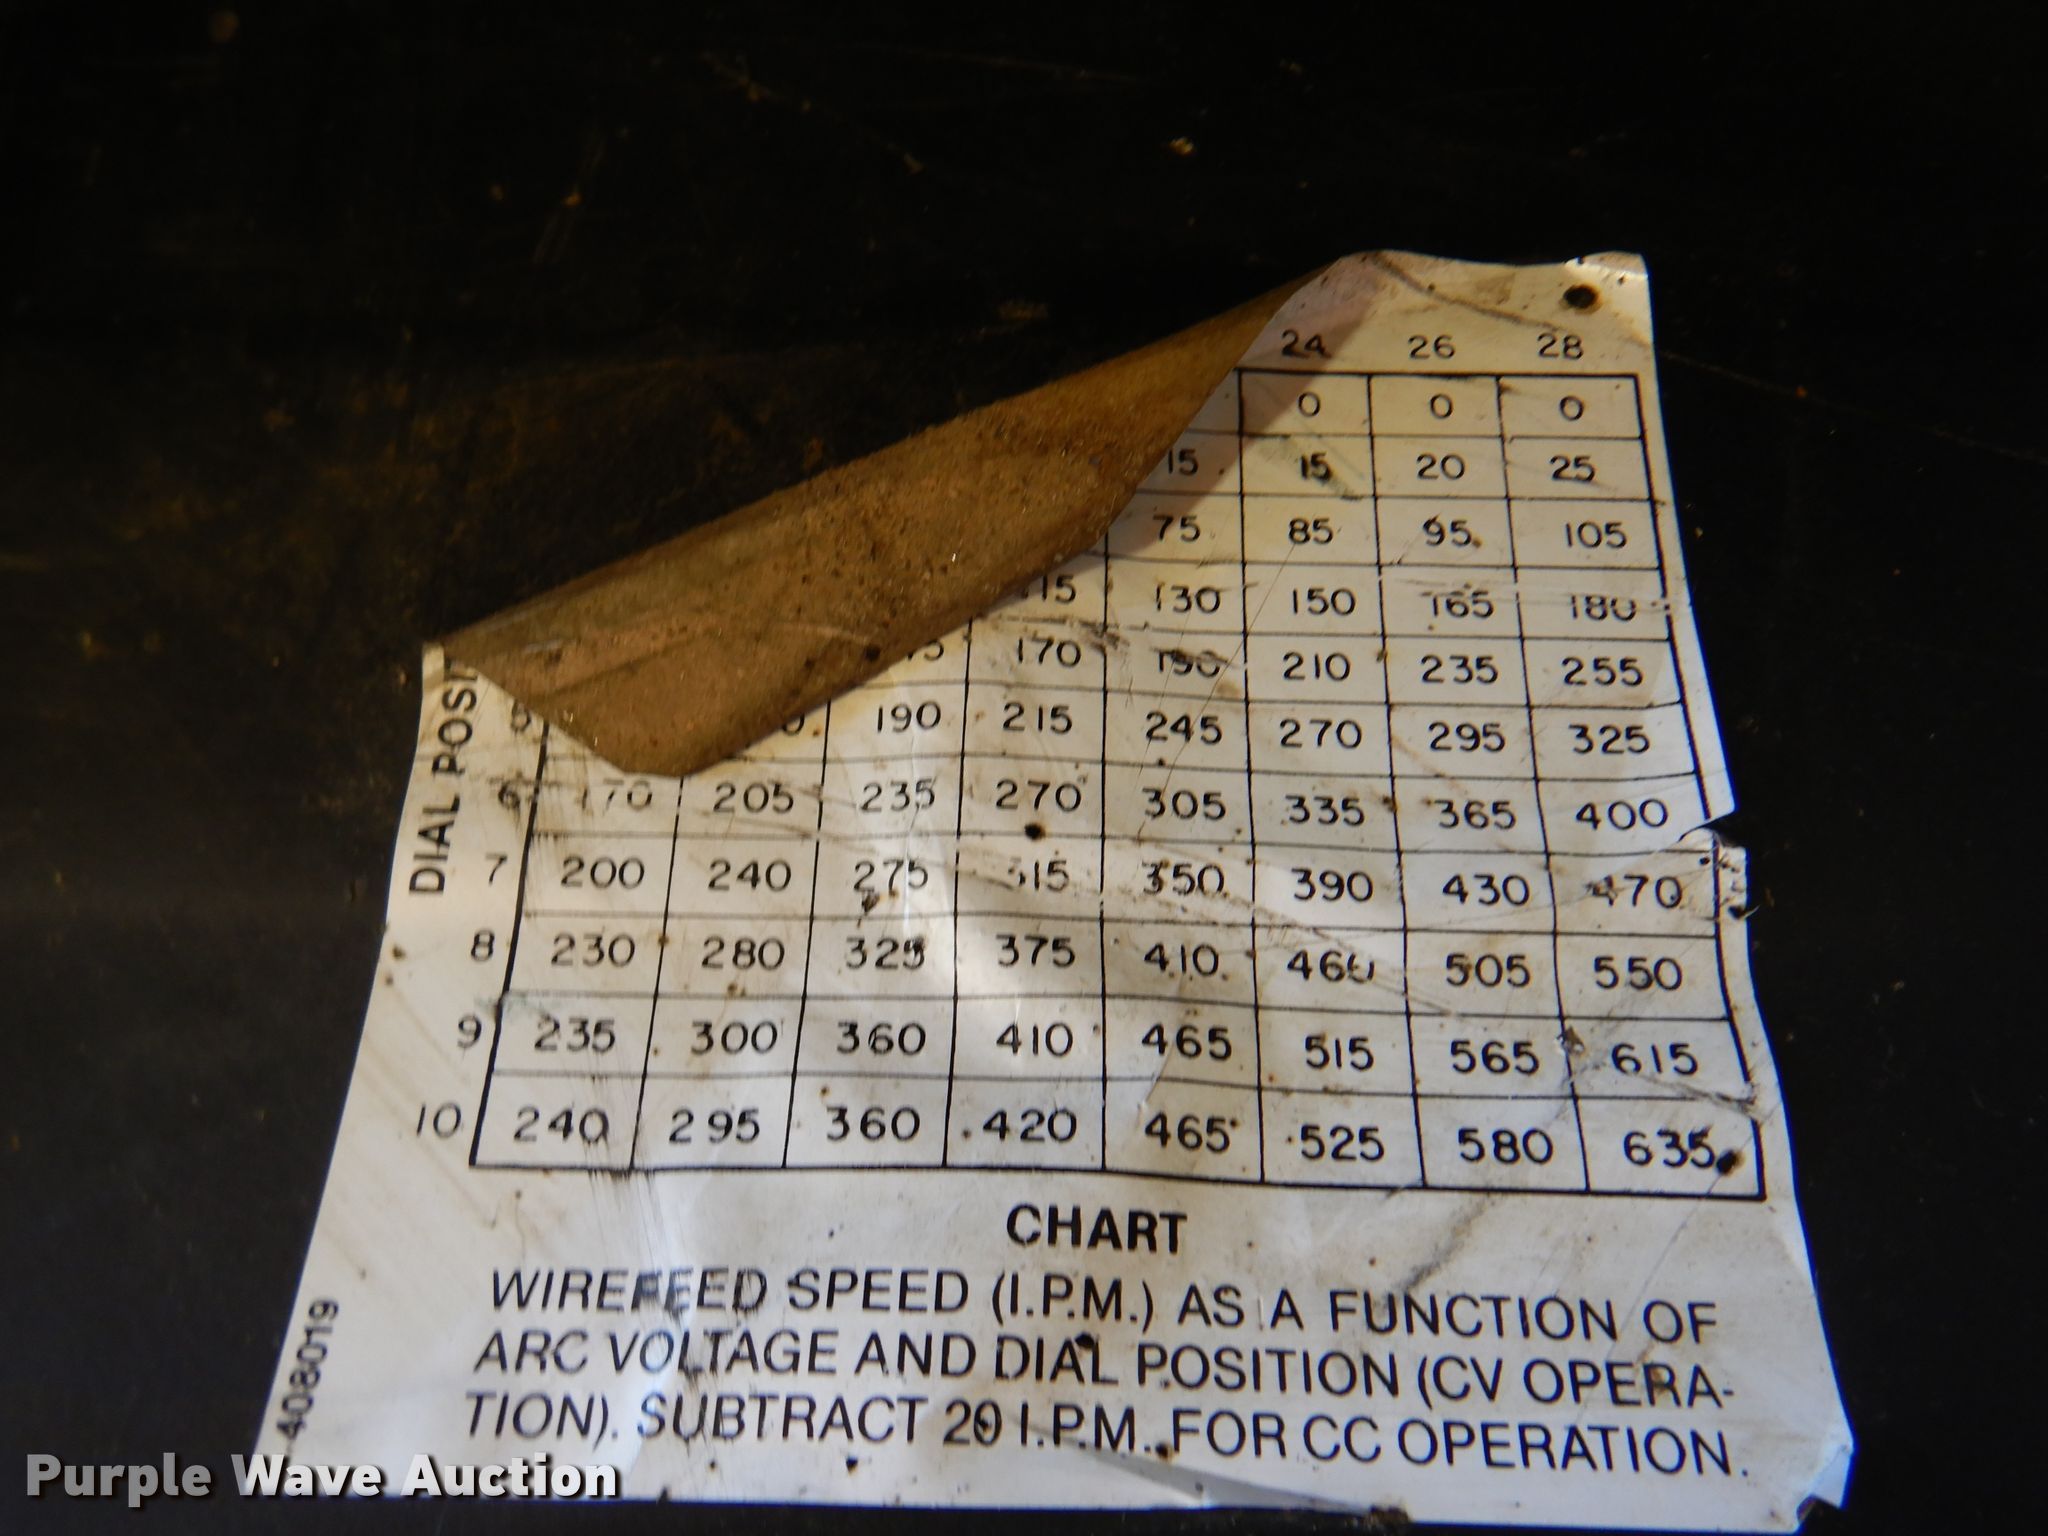 24 26 28
0 0 0
15 15 20 25
75 85 95 105
115 130 150 165 180
170 190 210 235 255
190 215 245 270 295 325
6 170 205 235 270 305 335 365 400
7 200 240 275 315 350 390 430 470
8 230 280 325 375 410 460 505 550
9 235 300 360 410 465 515 565 615
10 240 295 360 420 465 525 580 635
DIAL POSIT
CHART
WIREFEED SPEED (I.P.M.) AS A FUNCTION OF
ARC VOLTAGE AND DIAL POSITION (CV OPERA-
TION). SUBTRACT 20 I.P.M. FOR CC OPERATION.
408019
Purple Wave Auction